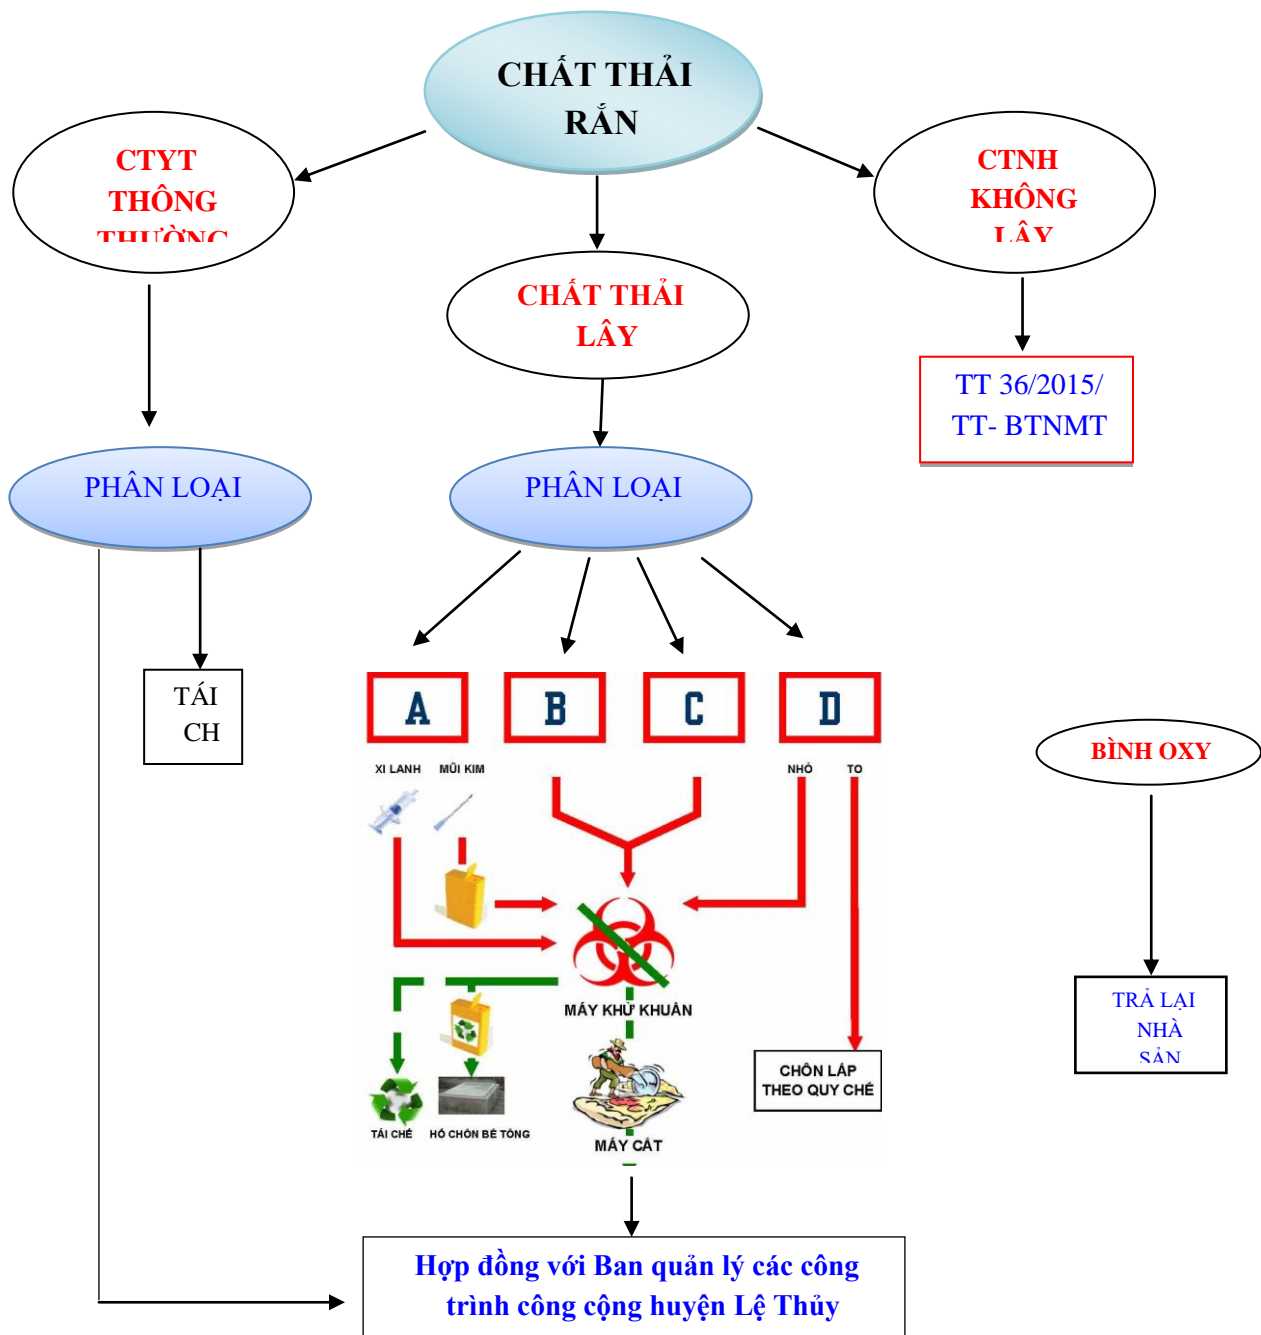 CHẤT THẢI
RẮN
CTYT
THÔNG
THƯỜNG
CTNH
KHÔNG
LÂY
CHẤT THẢI
LÂY
TT 36/2015/
TT- BTNMT
PHÂN LOẠI
PHÂN LOẠI
TÁI
CH
A
B
C
D
XI LANH
MŨI KIM
NHỎ
TO
BÌNH OXY
TRẢ LẠI
NHÀ
SẢN
MÁY KHỬ KHUẨN
CHÔN LẤP
THEO QUY CHẾ
TÁI CHẾ
HỐ CHÔN BÊ TÔNG
MÁY CẮT
Hợp đồng với Ban quản lý các công
trình công cộng huyện Lệ Thủy